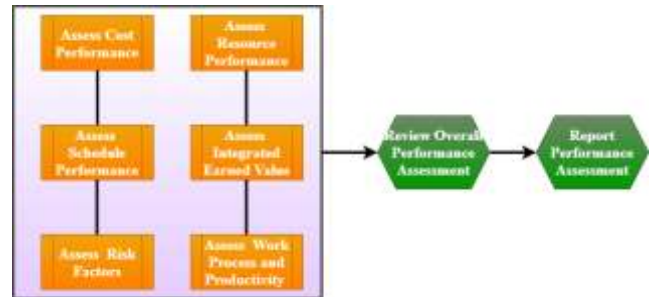 Assess Cost
Performance
Assess
Resource
Performance
Assess
Schedule
Performance
Assess
Integrated
Earned Value
Assess Risk
Factors
Assess Work
Process and
Productivity
Review Overall
Performance
Assessment
Report
Performance
Assessment